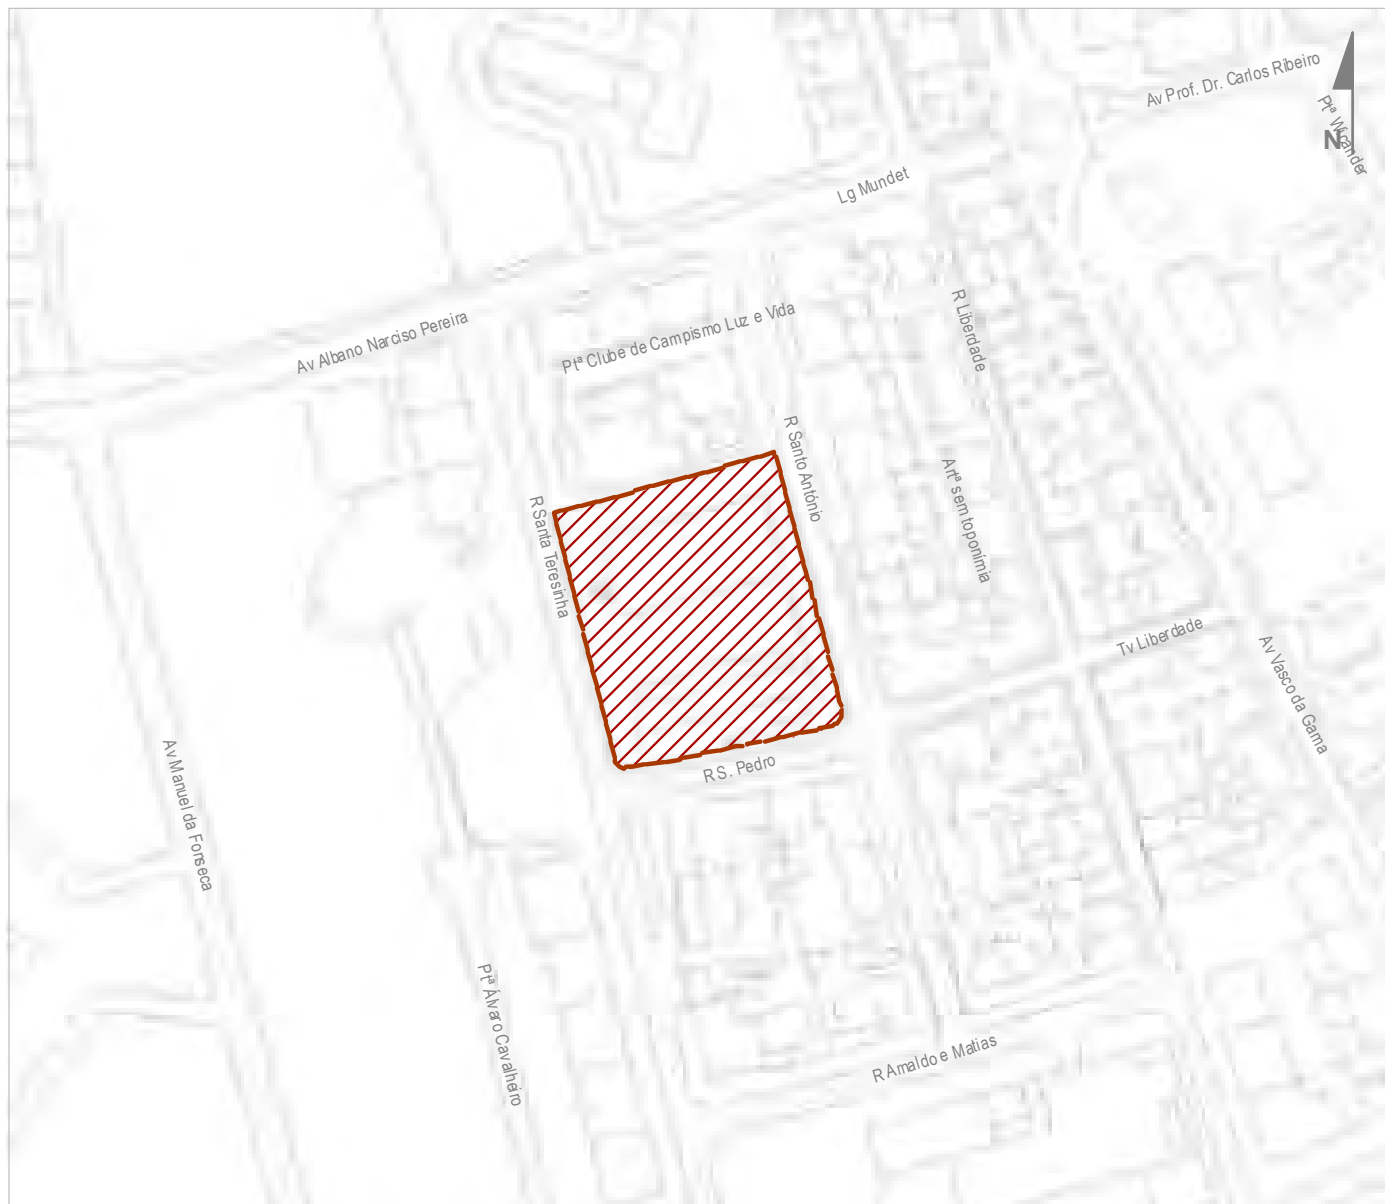 Av Prof. Dr. Carlos Ribeiro
Ptª Wicander
N
Lg Mundet
R Liberdade
Av Albano Narciso Pereira
Ptª Clube de Campismo Luz e Vida
R Santo António
Artª sem toponímia
R Santa Teresinha
Tv Liberdade
Av Vasco da Gama
R S. Pedro
Av Manuel da Fonseca
Ptª Álvaro Cavalheiro
R Arnaldo e Matias